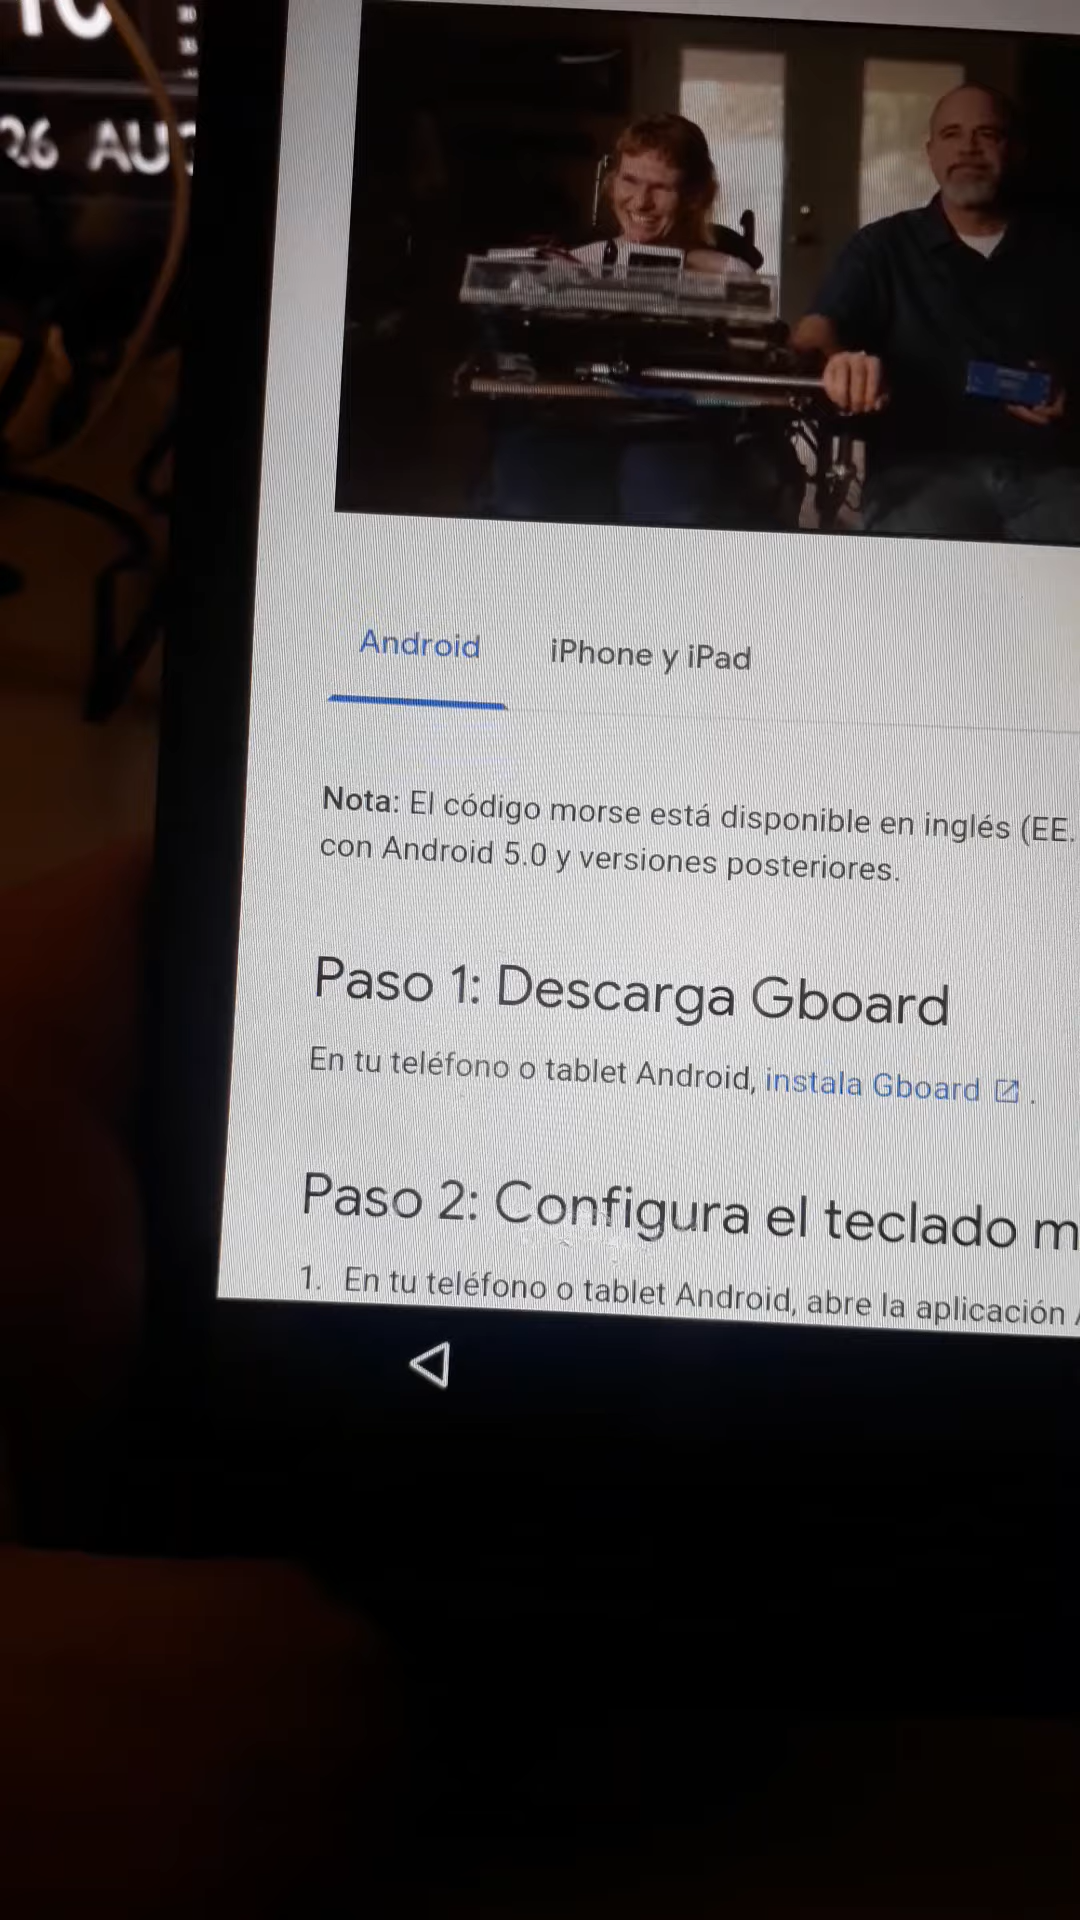 26 AU
Android
iPhone y iPad
Nota: El código morse está disponible en inglés (EE.
con Android 5.0 y versiones posteriores.
Paso 1: Descarga Gboard
En tu teléfono o tablet Android, instala Gboard .
Paso 2: Configura el teclado m
1. En tu teléfono o tablet Android, abre la aplicación